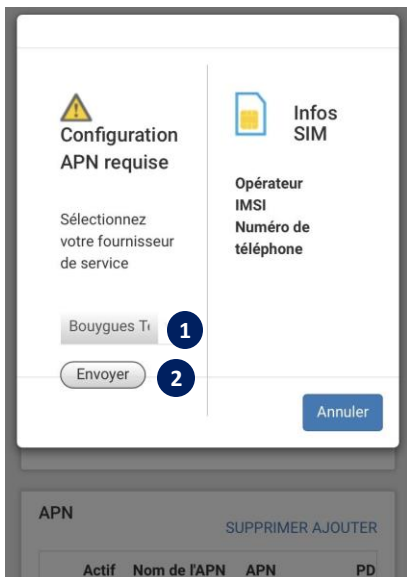 Configuration
APN requise
Sélectionnez
votre fournisseur
de service
Bouygues
1
Envoyer
2
Infos
SIM
Opérateur
IMSI
Numéro de
téléphone
Annuler
APN
SUPPRIMER AJOUTER
Actif Nom de l'APN APN PD